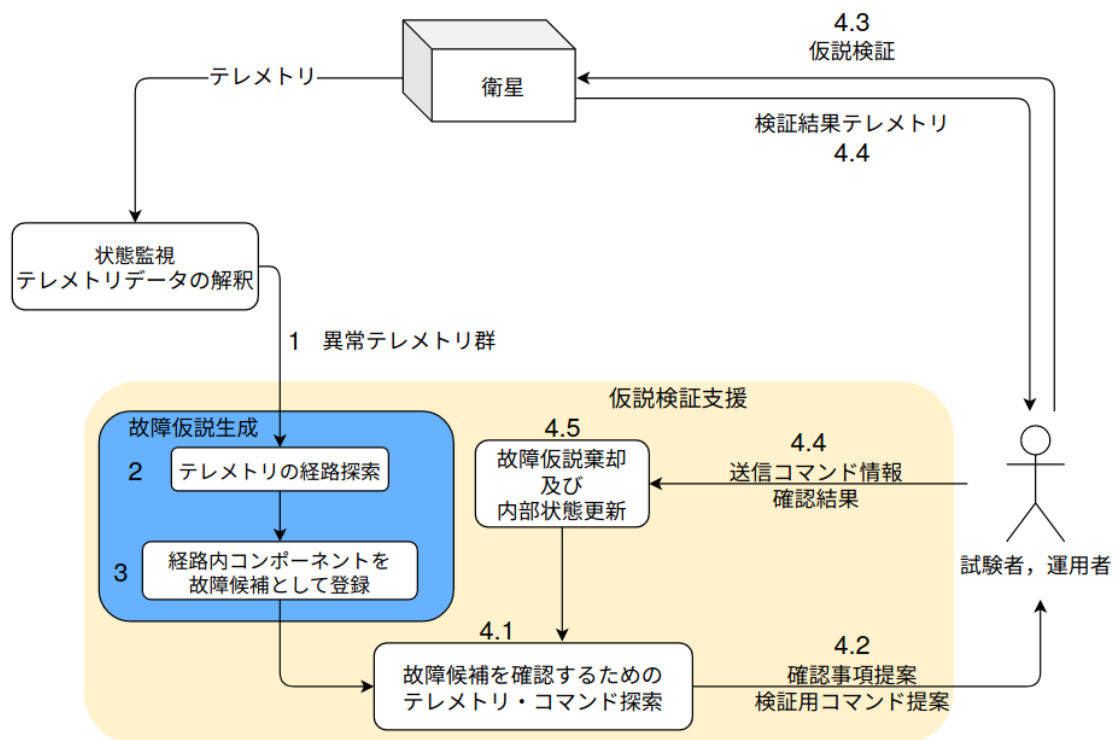 4.3
仮説検証
テレメトリ
衛星
検証結果テレメトリ
4.4
状態監視
テレメトリデータの解釈
1 異常テレメトリ群
仮説検証支援
故障仮説生成
2
テレメトリの経路探索
3
経路内コンポーネントを
故障候補として登録
4.5
故障仮説棄却
及び
内部状態更新
4.4
送信コマンド情報
確認結果
試験者，運用者
4.1
故障候補を確認するための
テレメトリ・コマンド探索
4.2
確認事項提案
検証用コマンド提案